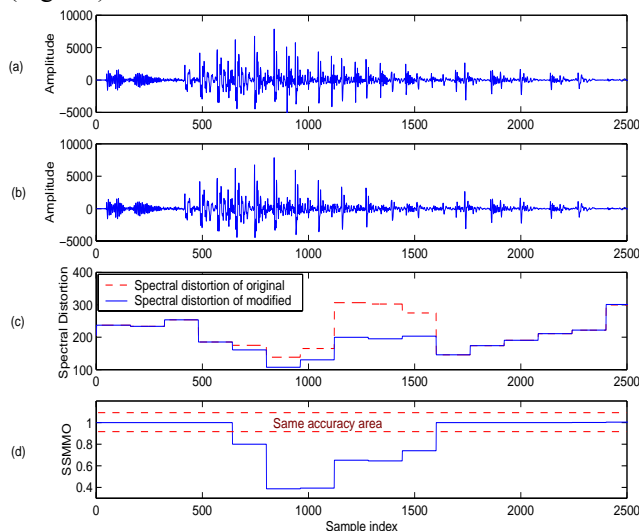 10000
5000
0
-5000
Amplitude
(a)
0 500 1000 1500 2000 2500
10000
5000
0
-5000
Amplitude
(b)
0 500 1000 1500 2000 2500
400
300
200
100
Spectral Distortion
(c)
Spectral distortion of original
Spectral distortion of modified
0 500 1000 1500 2000 2500
1
0.8
0.6
0.4
SSMMO
(d)
Same accuracy area
0 500 1000 1500 2000 2500
Sample index